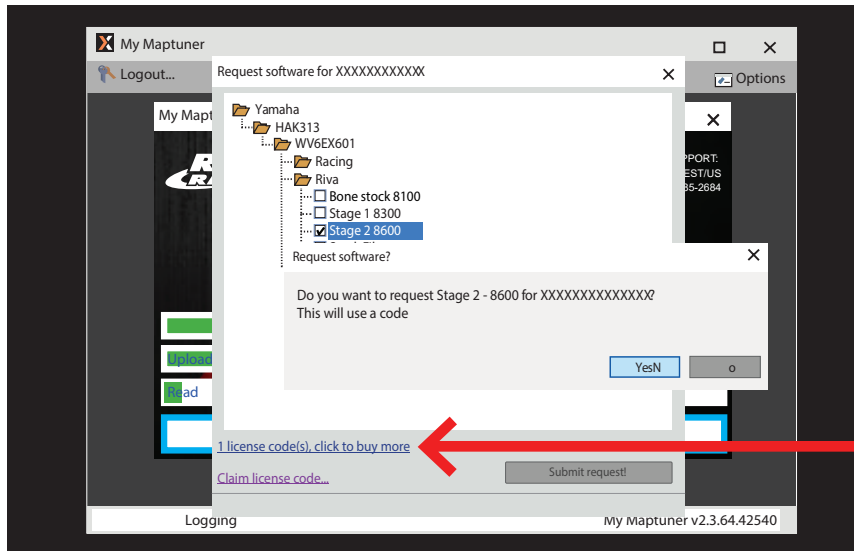 My Maptuner
Logout...
Request software for XXXXXXXXXXXX
Options
My Mapt
Yamaha
HAK313
WV6EX601
Racing
Riva
Bone stock 8100
Stage 1 8300
Stage 2 8600
PPORT:
EST/US
35-2684
Request software?
Do you want to request Stage 2 - 8600 for XXXXXXXXXXXXXX?
This will use a code
YesN
o
Upload
Read
1 license code(s), click to buy more
Claim license code...
Submit request!
Logging
My Maptuner v2.3.64.42540